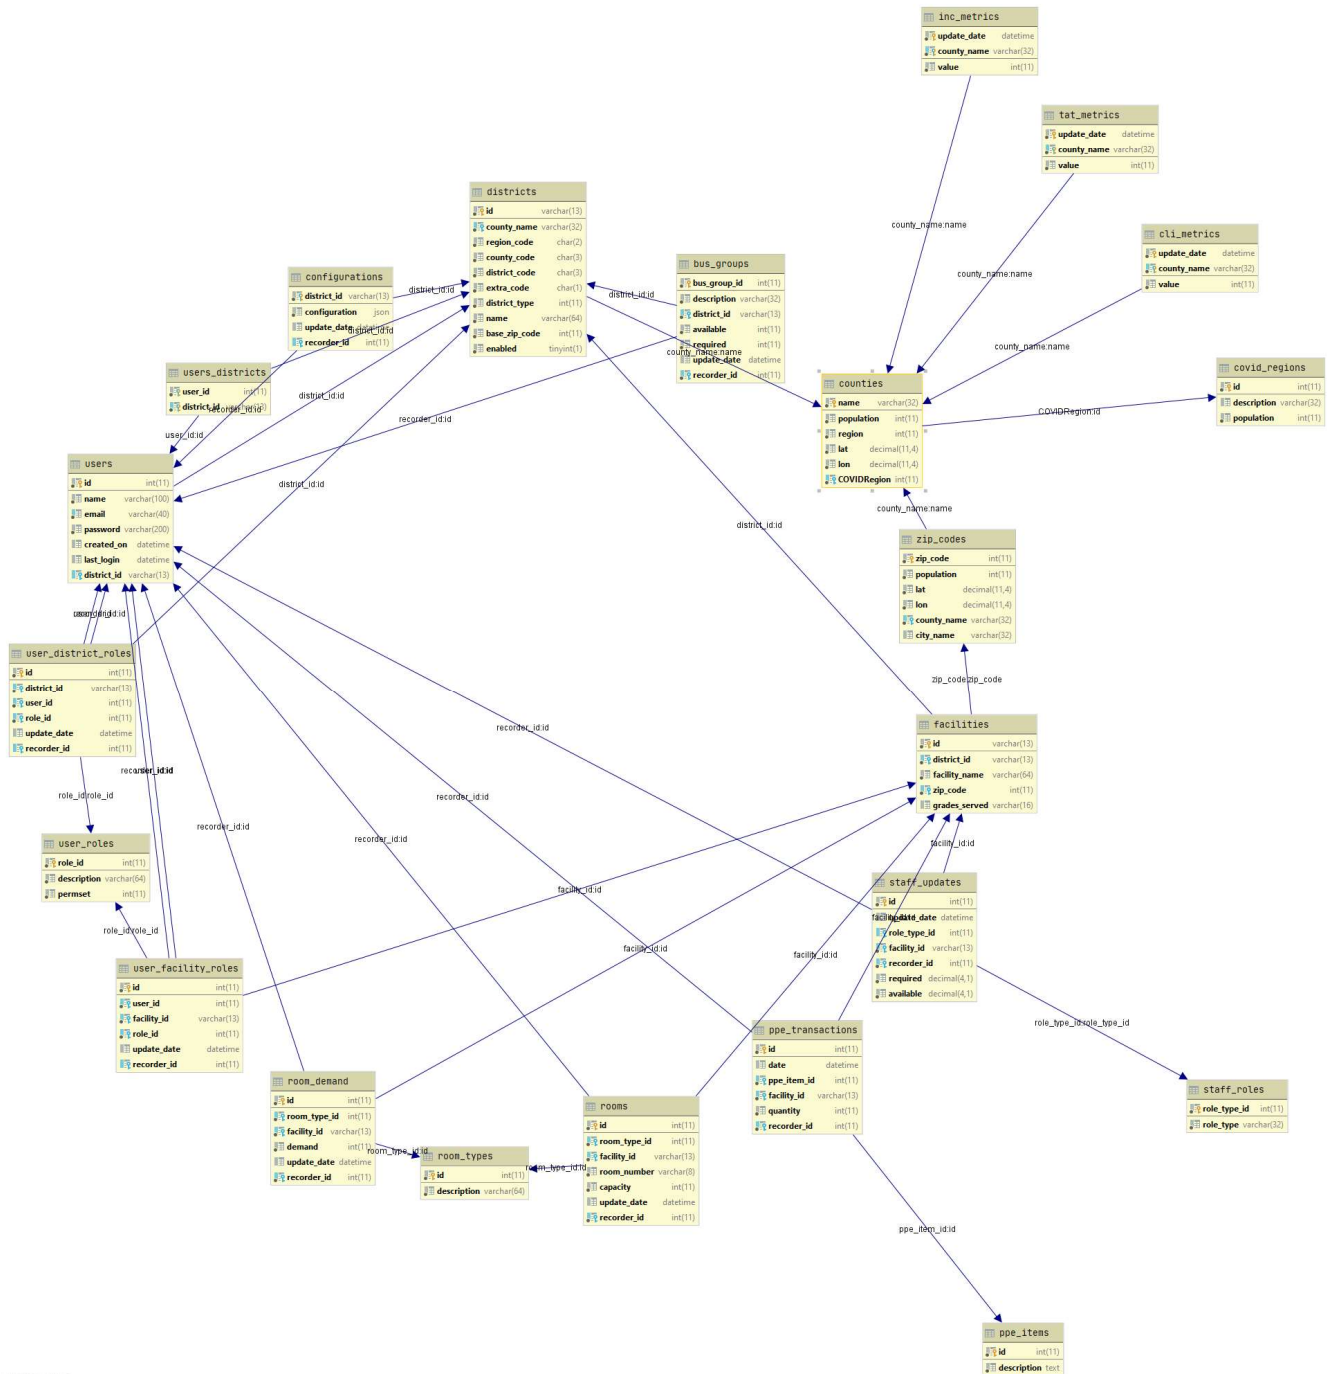 inc_metrics
update_date datetime
county_name varchar(32)
value int(11)
tat_metrics
update_date datetime
county_name varchar(32)
value int(11)
districts
id varchar(13)
county_name varchar(32)
region_code char(2)
county_code char(3)
district_code char(3)
extra_code char(1)
district_type int(11)
name varchar(64)
base_zip_code int(11)
enabled tinyint(1)
county_name:name
cli_metrics
update_date datetime
county_name varchar(32)
value int(11)
bus_groups
bus_group_id int(11)
description varchar(32)
district_id varchar(13)
available int(11)
required int(11)
update_date datetime
recorder_id int(11)
configurations
district_id varchar(13)
configuration json
update_date
recorder_id int(11)
district_id:id
district_id:id
county_name:name
county_name:name
county_name:name
users_districts
user_id int(11)
district_id
recorder_id:id
district_id:id
recorder_id:id
user_id:id
counties
name varchar(32)
population int(11)
region int(11)
lat decimal(11,4)
lon decimal(11,4)
COVIDRegion int(11)
COVIDRegion:id
covid_regions
id int(11)
description varchar(32)
population int(11)
users
id int(11)
name varchar(100)
email varchar(40)
password varchar(200)
created_on datetime
last_login datetime
district_id varchar(13)
district_id:id
county_name:name
district_id:id
zip_codes
zip_code int(11)
population int(11)
lat decimal(11,4)
lon decimal(11,4)
county_name varchar(32)
city_name varchar(32)
user_district_roles
id int(11)
district_id varchar(13)
user_id int(11)
role_id int(11)
update_date datetime
recorder_id int(11)
zip_code:zip_code
facilities
id varchar(13)
district_id varchar(13)
facility_name varchar(64)
zip_code int(11)
grades_served varchar(16)
recorder_id:id
role_id:role_id
recorder_id:id
recorder_id:id
recorder_id:id
user_roles
role_id int(11)
description varchar(64)
permset int(11)
facility_id:id
role_id:role_id
facility_id:id
facility_id:id
facility_id:id
staff_updates
id int(11)
update_date datetime
role_type_id int(11)
facility_id varchar(13)
recorder_id int(11)
required decimal(4,1)
available decimal(4,1)
user_facility_roles
id int(11)
user_id int(11)
facility_id varchar(13)
role_id int(11)
update_date datetime
recorder_id int(11)
role_type_id:role_type_id
ppe_transactions
id int(11)
date datetime
ppe_item_id int(11)
facility_id varchar(13)
quantity int(11)
recorder_id int(11)
room_demand
id int(11)
room_type_id int(11)
facility_id varchar(13)
demand int(11)
update_date datetime
recorder_id int(11)
room_type_id:id
room_types
id int(11)
description varchar(64)
room_type_id:id
rooms
id int(11)
room_type_id int(11)
facility_id varchar(13)
room_number varchar(8)
capacity int(11)
update_date datetime
recorder_id int(11)
staff_roles
role_type_id int(11)
role_type varchar(32)
ppe_item_id:id
ppe_items
id int(11)
description text